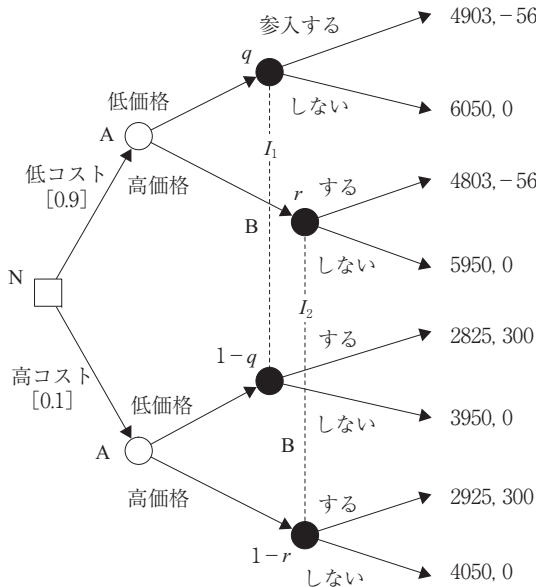 参入する
4903, −56
q
低価格
しない
6050, 0
A
I₁
低コスト
[0.9]
高価格
r
する
4803, −56
B
しない
5950, 0
N
I₂
する
2825, 300
1−q
高コスト
[0.1]
低価格
しない
3950, 0
A
B
高価格
する
2925, 300
1−r
しない
4050, 0